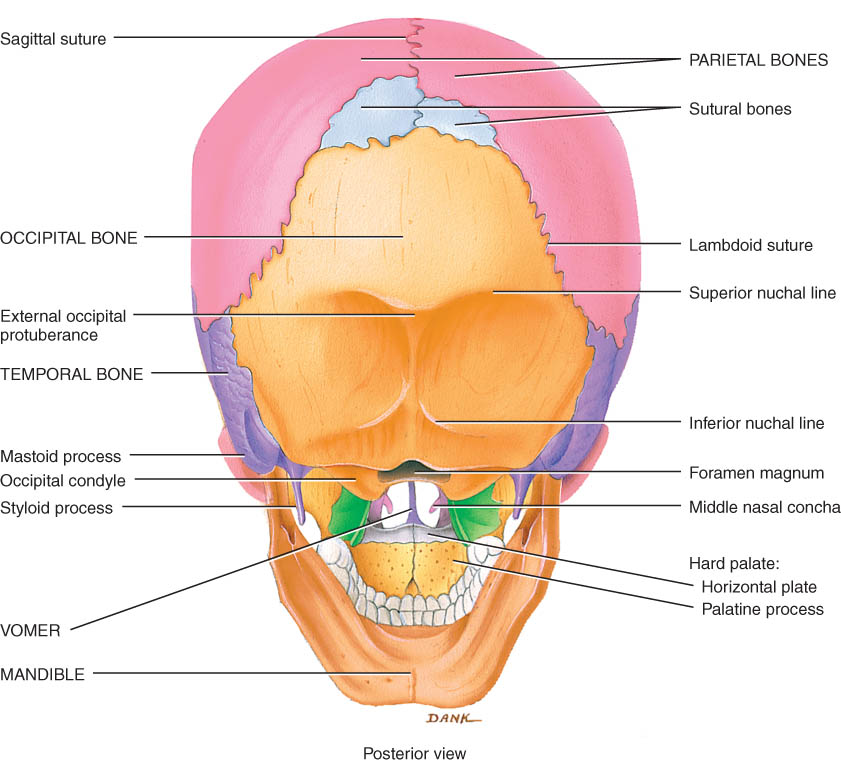 Sagittal suture
PARIETAL BONES
Sutural bones
OCCIPITAL BONE
Lambdoid suture
Superior nuchal line
External occipital
protuberance
TEMPORAL BONE
Inferior nuchal line
Mastoid process
Occipital condyle
Foramen magnum
Styloid process
Middle nasal concha
Hard palate:
Horizontal plate
Palatine process
VOMER
MANDIBLE
DANK
Posterior view